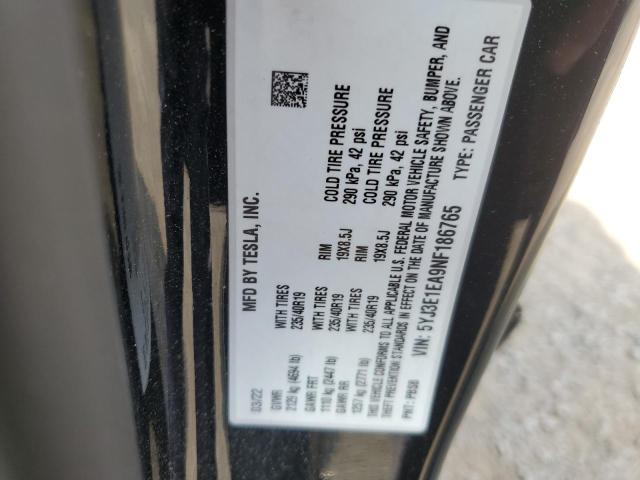 MFD BY TESLA, INC.
03/22
GVWR
2129 kg (4694 lb)
GAWR FRT WITH TIRES RIM COLD TIRE PRESSURE
1110 kg (2447 lb) 235/40R19 19X8.5J 290 kPa, 42 psi
GAWR RR WITH TIRES RIM COLD TIRE PRESSURE
1257 kg (2771 lb) 235/40R19 19X8.5J 290 kPa, 42 psi
THIS VEHICLE CONFORMS TO ALL APPLICABLE U.S. FEDERAL MOTOR VEHICLE SAFETY, BUMPER, AND
THEFT PREVENTION STANDARDS IN EFFECT ON THE DATE OF MANUFACTURE SHOWN ABOVE.
VIN: 5YJ3E1EA9NF186765 TYPE: PASSENGER CAR
PNT: PBSB